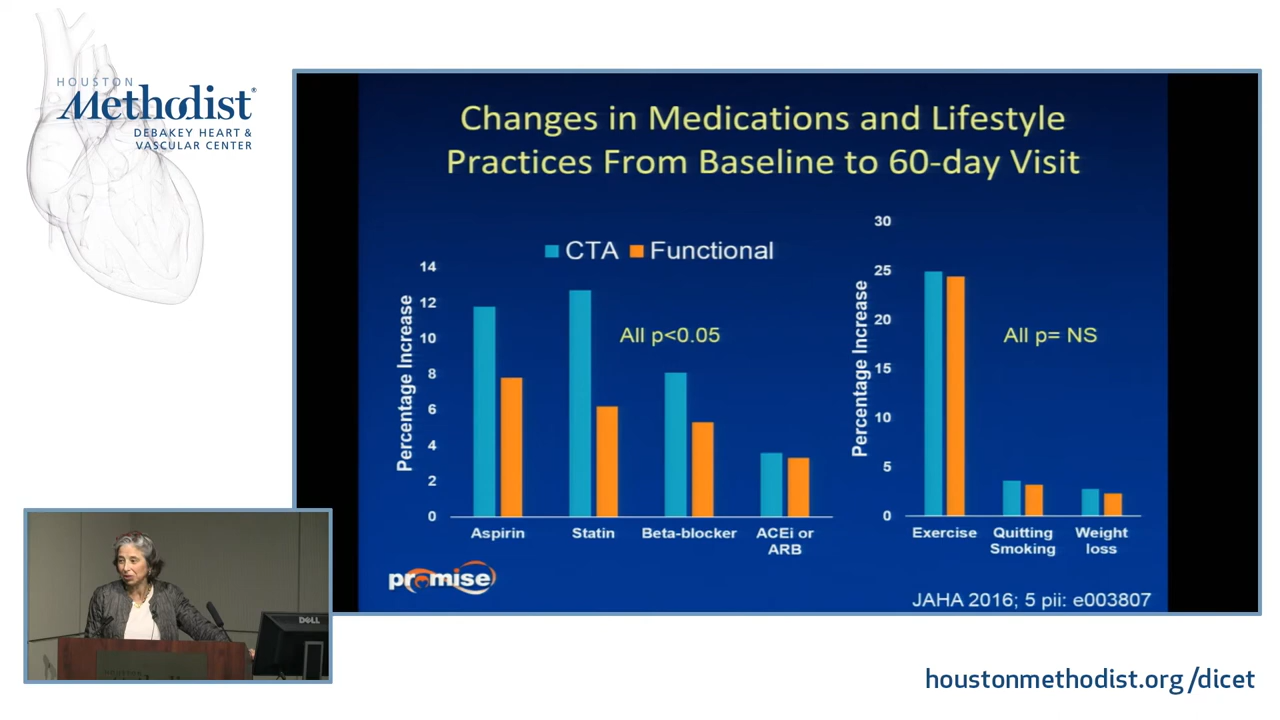 HOUSTON
Methodist®
DEBAKEY HEART &
VASCULAR CENTER
Changes in Medications and Lifestyle
Practices From Baseline to 60-day Visit
CTA Functional
Percentage Increase
14
12
10
8
6
4
2
0
All p<0.05
Aspirin Statin Beta-blocker ACEi or
ARB
Percentage Increase
30
25
20
15
10
5
0
All p= NS
Exercise Quitting Weight
Smoking loss
promise
JAHA 2016; 5 pii: e003807
DELL
houstonmethodist.org/dicet